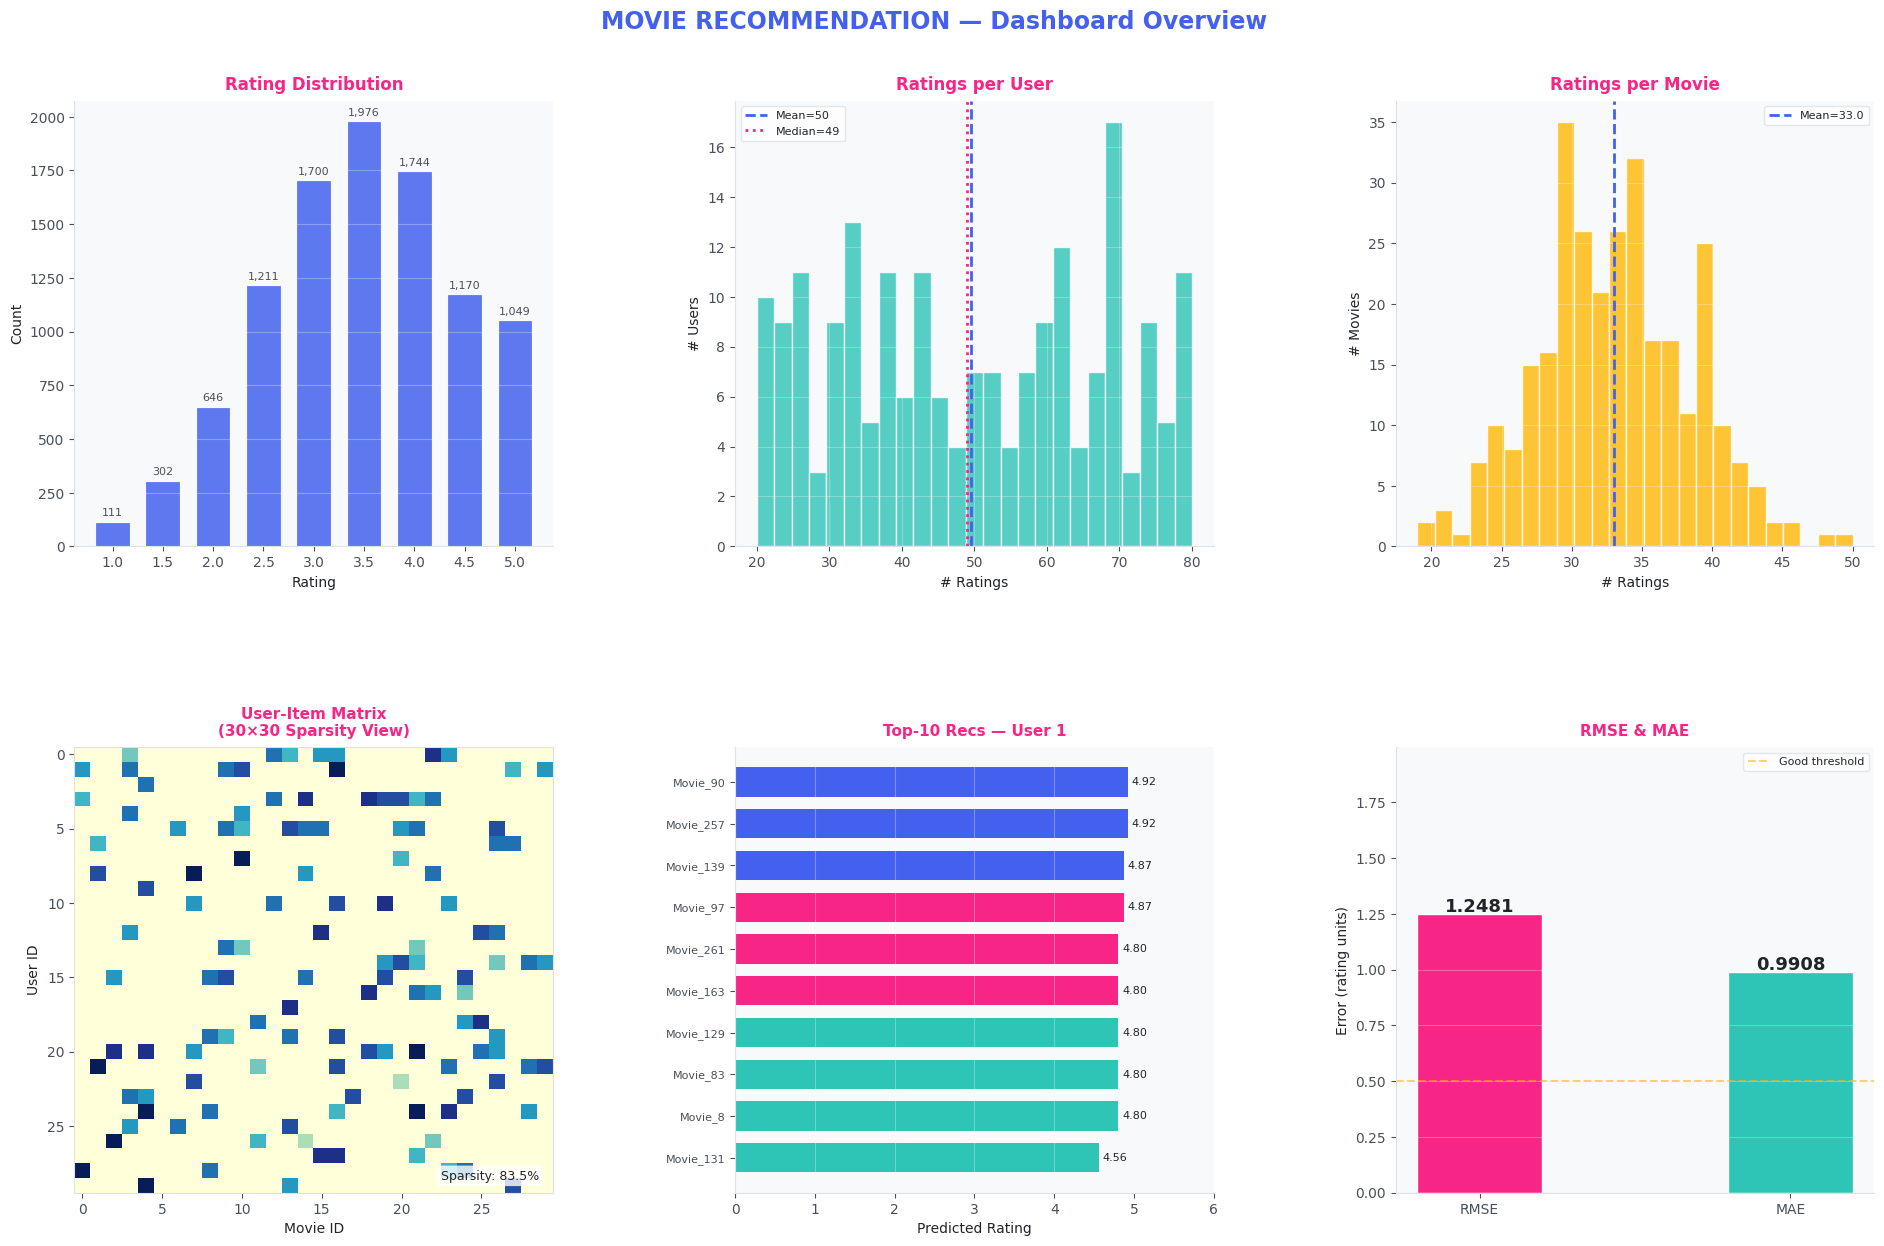 MOVIE RECOMMENDATION — Dashboard Overview
Rating Distribution
2000
1750
1500
1250
1000
750
500
250
0
Count
111
302
646
1,211
1,700
1,976
1,744
1,170
1,049
1.0 1.5 2.0 2.5 3.0 3.5 4.0 4.5 5.0
Rating
Ratings per User
Mean=50
Median=49
16
14
12
10
8
6
4
2
0
# Users
20 30 40 50 60 70 80
# Ratings
Ratings per Movie
Mean=33.0
35
30
25
20
15
10
5
0
# Movies
20 25 30 35 40 45 50
# Ratings
User-Item Matrix
(30×30 Sparsity View)
0
5
10
15
20
25
User ID
Sparsity: 83.5%
0 5 10 15 20 25
Movie ID
Top-10 Recs — User 1
Movie_90 4.92
Movie_257 4.92
Movie_139 4.87
Movie_97 4.87
Movie_261 4.80
Movie_163 4.80
Movie_129 4.80
Movie_83 4.80
Movie_8 4.80
Movie_131 4.56
0 1 2 3 4 5 6
Predicted Rating
RMSE & MAE
Good threshold
1.75
1.50
1.25
1.00
0.75
0.50
0.25
0.00
Error (rating units)
1.2481
0.9908
RMSE MAE